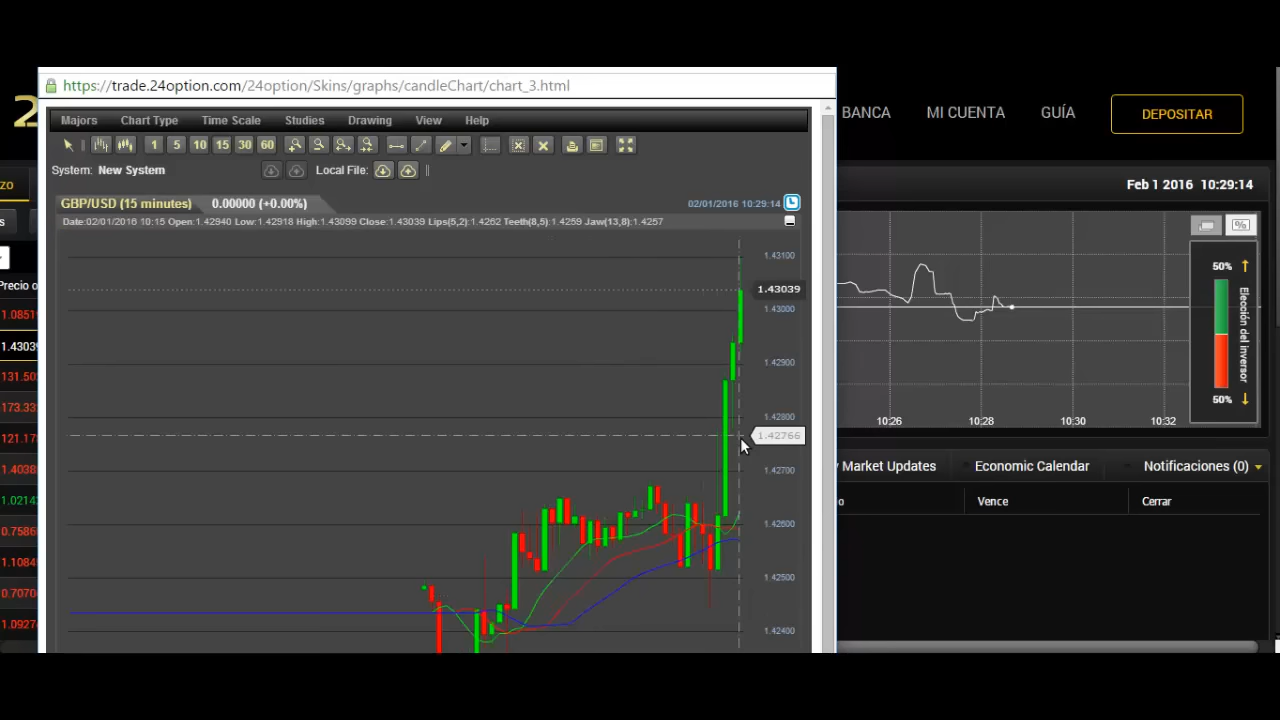 https://trade.24option.com/24option/Skins/graphs/candleChart/chart_3.html
2
BANCA MI CUENTA GUÍA DEPOSITAR
Majors Chart Type Time Scale Studies Drawing View Help
1 5 10 15 30 60
System: New System Local File:
zo
Feb 1 2016 10:29:14
GBP/USD (15 minutes) 0.00000 (+0.00%) 02/01/2016 10:29:14
s
Date:02/01/2016 10:15 Open:1.42940 Low:1.42918 High:1.43099 Close:1.43039 Lips(5,2):1.4262 Teeth(8,5):1.4259 Jaw(13,8):1.4257
%
1.43100
50%
Precio o
1.43039
1.43000
1.0851
1.4303
1.42900
131.50
173.33
Elección del inversor
50%
1.42800
10:26 10:28 10:30 10:32
121.17
1.42766
1.4038
1.42700
y Market Updates Economic Calendar Notificaciones (0)
1.0214
o Vence Cerrar
1.42600
0.7586
1.1084
1.42500
0.7070
1.0927
1.42400